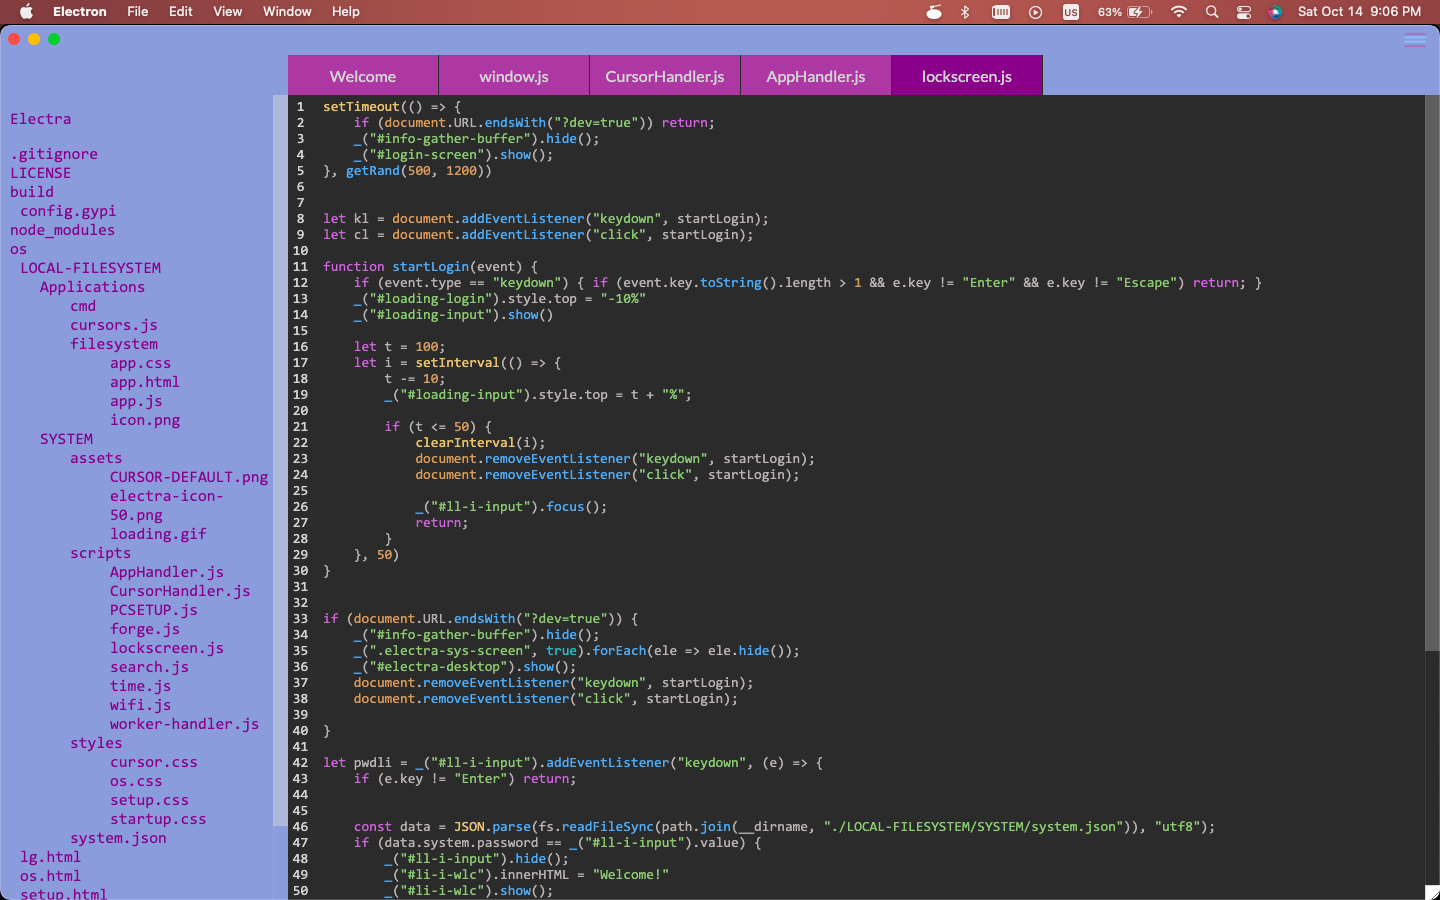 Electron File Edit View Window Help US 63% Sat Oct 14 9:06 PM
Welcome window.js CursorHandler.js AppHandler.js lockscreen.js
Electra
.gitignore
LICENSE
build
config.gypi
node_modules
os
LOCAL-FILESYSTEM
Applications
cmd
cursors.js
filesystem
app.css
app.html
app.js
icon.png
SYSTEM
assets
CURSOR-DEFAULT.png
electra-icon-
50.png
loading.gif
scripts
AppHandler.js
CursorHandler.js
PCSETUP.js
forge.js
lockscreen.js
search.js
time.js
wifi.js
worker-handler.js
styles
cursor.css
os.css
setup.css
startup.css
system.json
lg.html
os.html
setup.html
1 setTimeout(() => {
2     if (document.URL.endsWith("?dev=true")) return;
3     _("#info-gather-buffer").hide();
4     _("#login-screen").show();
5 }, getRand(500, 1200))
6
7
8 let kl = document.addEventListener("keydown", startLogin);
9 let cl = document.addEventListener("click", startLogin);
10
11 function startLogin(event) {
12     if (event.type == "keydown") { if (event.key.toString().length > 1 && e.key != "Enter" && e.key != "Escape") return; }
13     _("#loading-login").style.top = "-10%"
14     _("#loading-input").show()
15
16     let t = 100;
17     let i = setInterval(() => {
18         t -= 10;
19         _("#loading-input").style.top = t + "%";
20
21         if (t <= 50) {
22             clearInterval(i);
23             document.removeEventListener("keydown", startLogin);
24             document.removeEventListener("click", startLogin);
25
26             _("#ll-i-input").focus();
27             return;
28         }
29     }, 50)
30 }
31
32
33 if (document.URL.endsWith("?dev=true")) {
34     _("#info-gather-buffer").hide();
35     _(".electra-sys-screen", true).forEach(ele => ele.hide());
36     _("#electra-desktop").show();
37     document.removeEventListener("keydown", startLogin);
38     document.removeEventListener("click", startLogin);
39
40 }
41
42 let pwdli = _("#ll-i-input").addEventListener("keydown", (e) => {
43     if (e.key != "Enter") return;
44
45
46     const data = JSON.parse(fs.readFileSync(path.join(__dirname, "./LOCAL-FILESYSTEM/SYSTEM/system.json")), "utf8");
47     if (data.system.password == _("#ll-i-input").value) {
48         _("#ll-i-input").hide();
49         _("#li-i-wlc").innerHTML = "Welcome!"
50         _("#li-i-wlc").show();